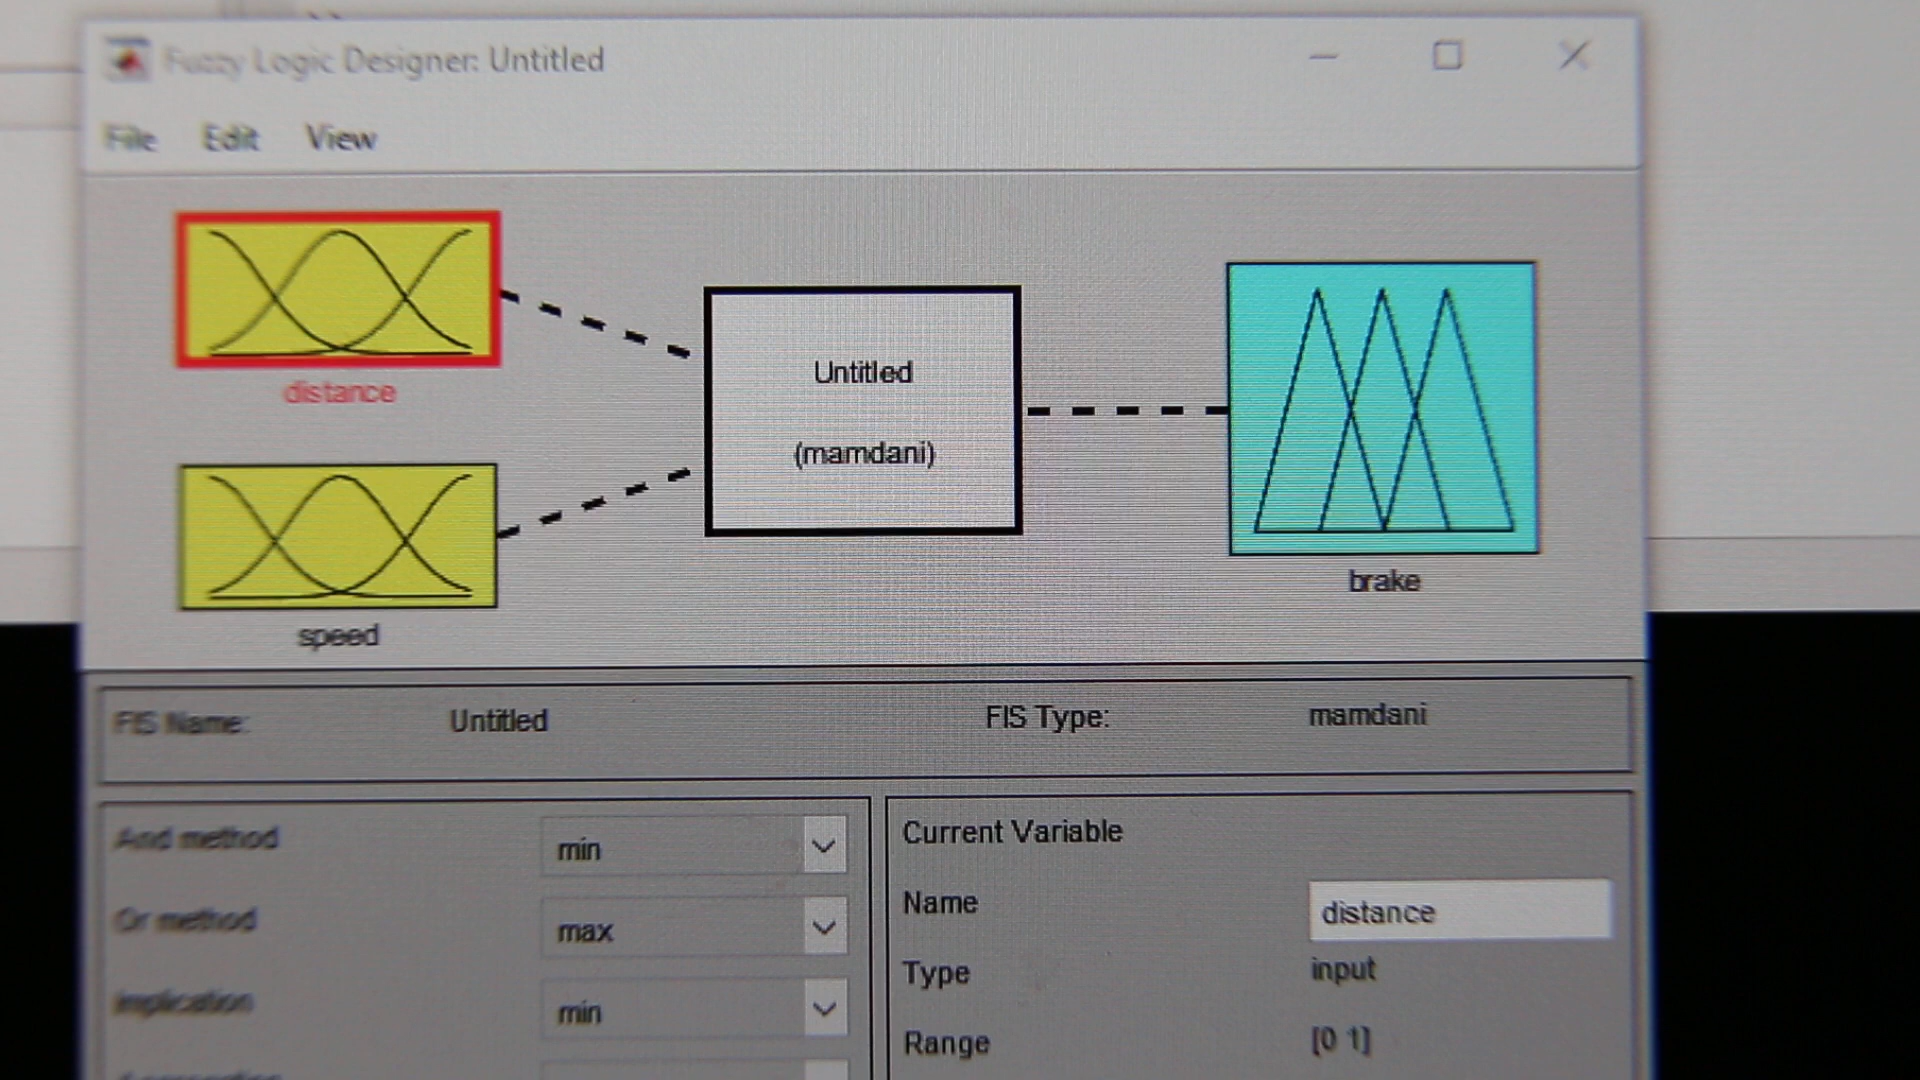 Fuzzy Logic Designer: Untitled
File Edit View
distance
Untitled
(mamdani)
brake
speed
FIS Name: Untitled FIS Type: mamdani
And method min
Or method max
Implication min
Current Variable
Name distance
Type input
Range [0 1]